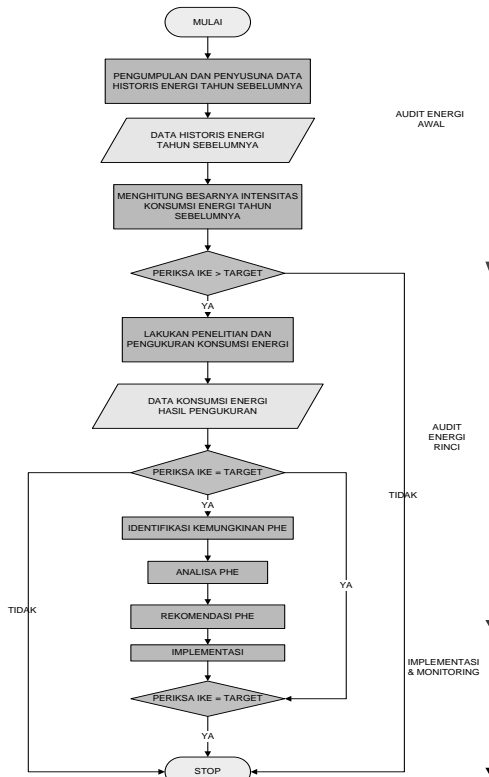 MULAI
PENGUMPULAN DAN PENYUSUNA DATA
HISTORIS ENERGI TAHUN SEBELUMNYA
AUDIT ENERGI
AWAL
DATA HISTORIS ENERGI
TAHUN SEBELUMNYA
MENGHITUNG BESARNYA INTENSITAS
KONSUMSI ENERGI TAHUN
SEBELUMNYA
PERIKSA IKE > TARGET
YA
LAKUKAN PENELITIAN DAN
PENGUKURAN KONSUMSI ENERGI
DATA KONSUMSI ENERGI
HASIL PENGUKURAN
AUDIT
ENERGI
RINCI
PERIKSA IKE = TARGET
TIDAK
YA
IDENTIFIKASI KEMUNGKINAN PHE
ANALISA PHE
YA
TIDAK
REKOMENDASI PHE
IMPLEMENTASI
IMPLEMENTASI
& MONITORING
PERIKSA IKE = TARGET
YA
STOP